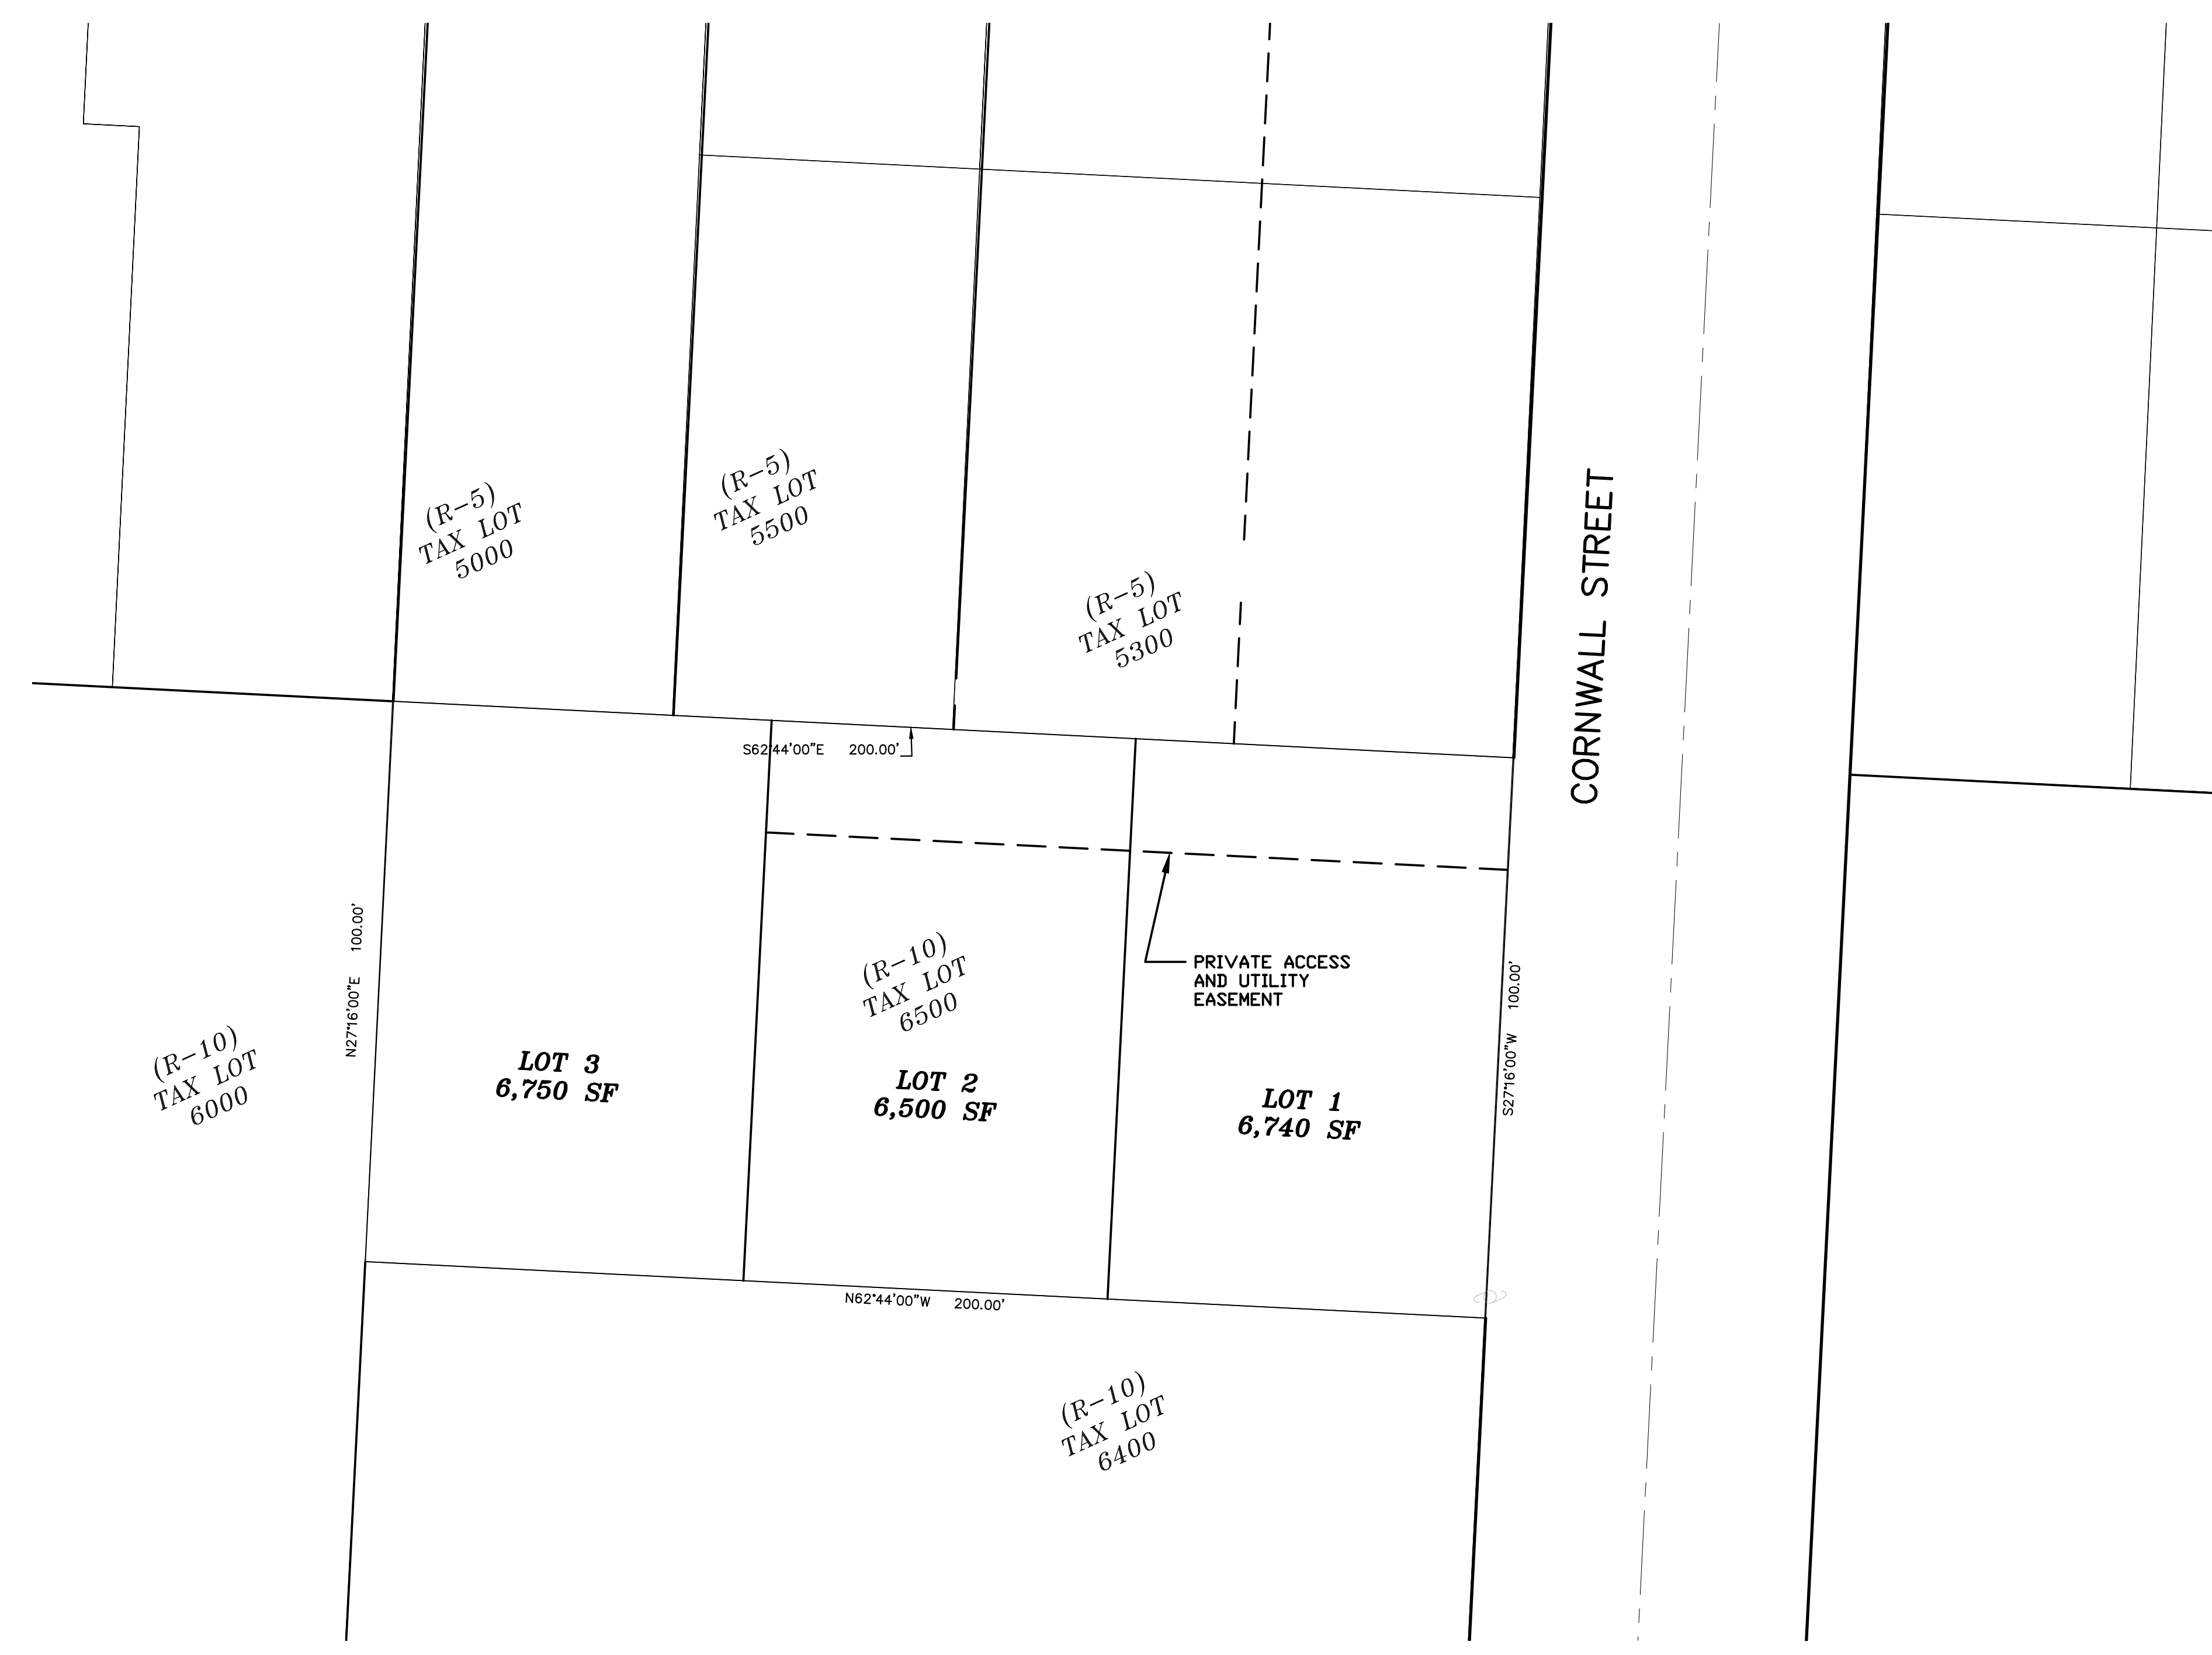 (R-5)
TAX LOT
5000
(R-5)
TAX LOT
5500
(R-5)
TAX LOT
5300
CORNWALL STREET
S62°44'00"E 200.00'
N27°16'00"E 100.00'
(R-10)
TAX LOT
6500
PRIVATE ACCESS
AND UTILITY
EASEMENT
S27°16'00"W 100.00'
(R-10)
TAX LOT
6000
LOT 3
6,750 SF
LOT 2
6,500 SF
LOT 1
6,740 SF
N62°44'00"W 200.00'
(R-10)
TAX LOT
6400